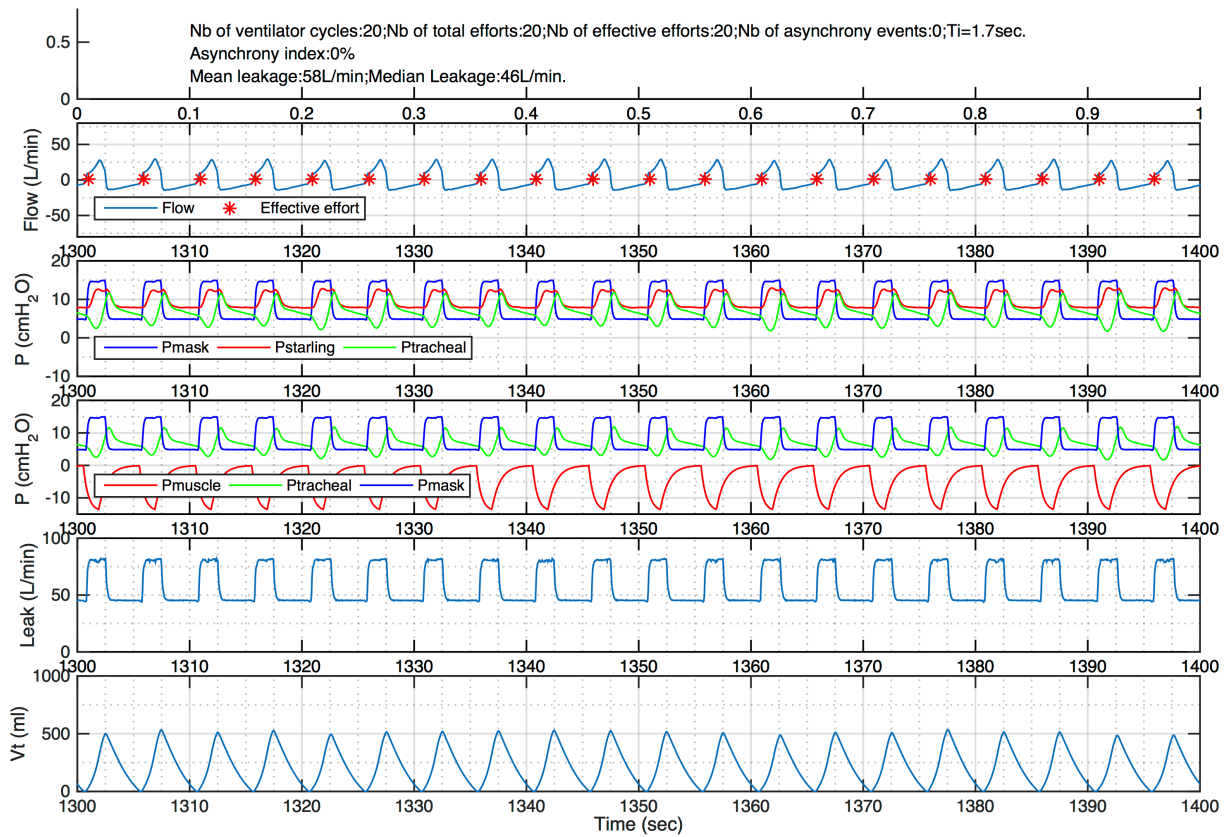 Nb of ventilator cycles:20;Nb of total efforts:20;Nb of effective efforts:20;Nb of asynchrony events:0;Ti=1.7sec.
0.5
Asynchrony index:0%
Mean leakage:58L/min;Median Leakage:46L/min.
0
0 0.1 0.2 0.3 0.4 0.5 0.6 0.7 0.8 0.9 1
Flow (L/min)
50
0
-50
Flow Effective effort
1300 1310 1320 1330 1340 1350 1360 1370 1380 1390 1400
P (cmH2O)
20
10
0
-10
Pmask Pstarling Ptracheal
1300 1310 1320 1330 1340 1350 1360 1370 1380 1390 1400
P (cmH2O)
20
10
0
-10
Pmuscle Ptracheal Pmask
1300 1310 1320 1330 1340 1350 1360 1370 1380 1390 1400
Leak (L/min)
100
50
0
1300 1310 1320 1330 1340 1350 1360 1370 1380 1390 1400
Vt (ml)
1000
500
0
1300 1310 1320 1330 1340 1350 1360 1370 1380 1390 1400
Time (sec)